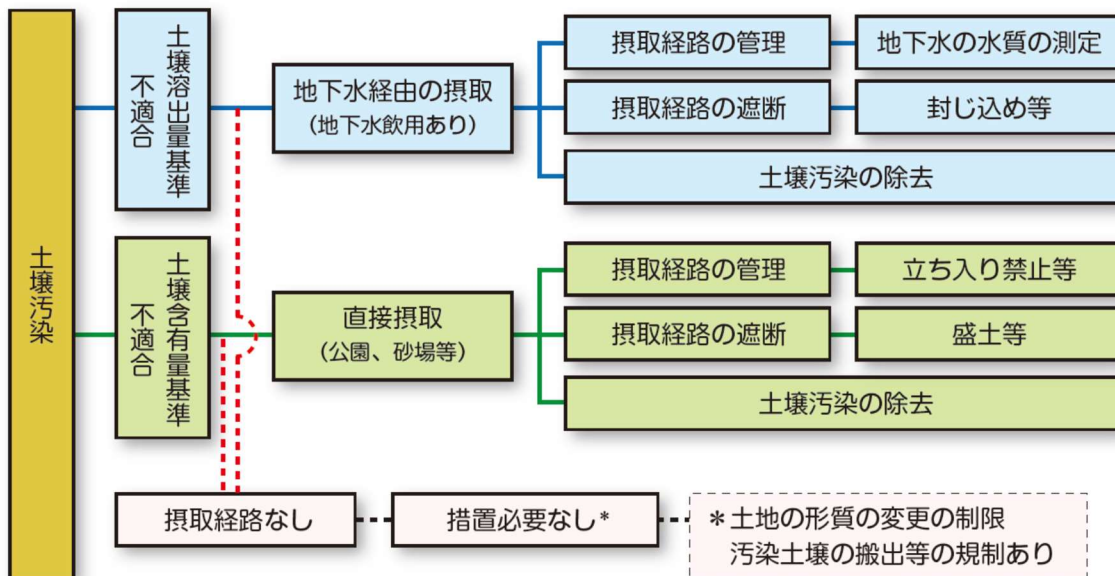 土壌汚染
土壌溶出量基準
不適合
地下水経由の摂取
（地下水飲用あり）
摂取経路の管理
地下水の水質の測定
摂取経路の遮断
封じ込め等
土壌汚染の除去
土壌含有量基準
不適合
直接摂取
（公園、砂場等）
摂取経路の管理
立ち入り禁止等
摂取経路の遮断
盛土等
土壌汚染の除去
摂取経路なし
措置必要なし*
*土地の形質の変更の制限
汚染土壌の搬出等の規制あり